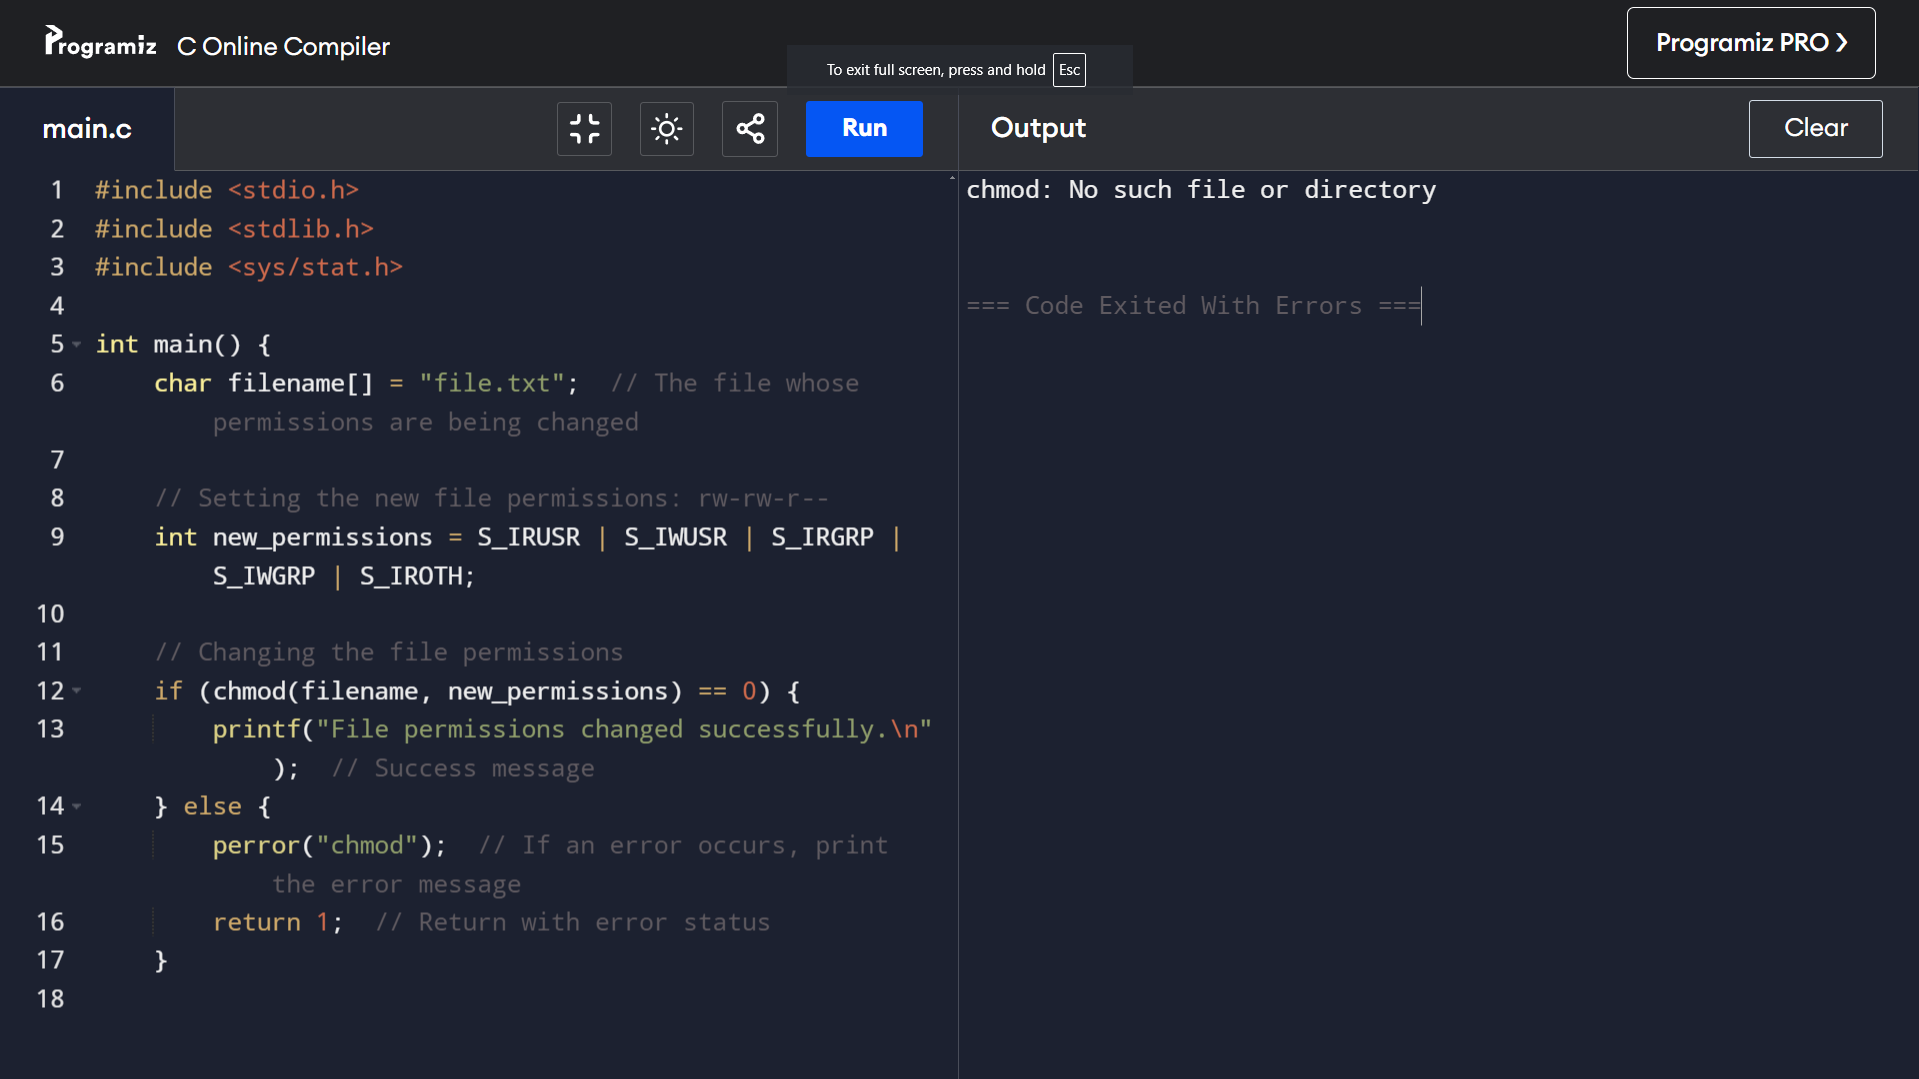 Programiz C Online Compiler
To exit full screen, press and hold Esc
Programiz PRO ❯
main.c
Run
Output
Clear
1 #include <stdio.h>
2 #include <stdlib.h>
3 #include <sys/stat.h>
4
5 int main() {
6     char filename[] = "file.txt";  // The file whose
        permissions are being changed
7
8     // Setting the new file permissions: rw-rw-r--
9     int new_permissions = S_IRUSR | S_IWUSR | S_IRGRP |
        S_IWGRP | S_IROTH;
10
11     // Changing the file permissions
12     if (chmod(filename, new_permissions) == 0) {
13         printf("File permissions changed successfully.\n"
            );  // Success message
14     } else {
15         perror("chmod");  // If an error occurs, print
            the error message
16         return 1;  // Return with error status
17     }
18
chmod: No such file or directory
=== Code Exited With Errors ===